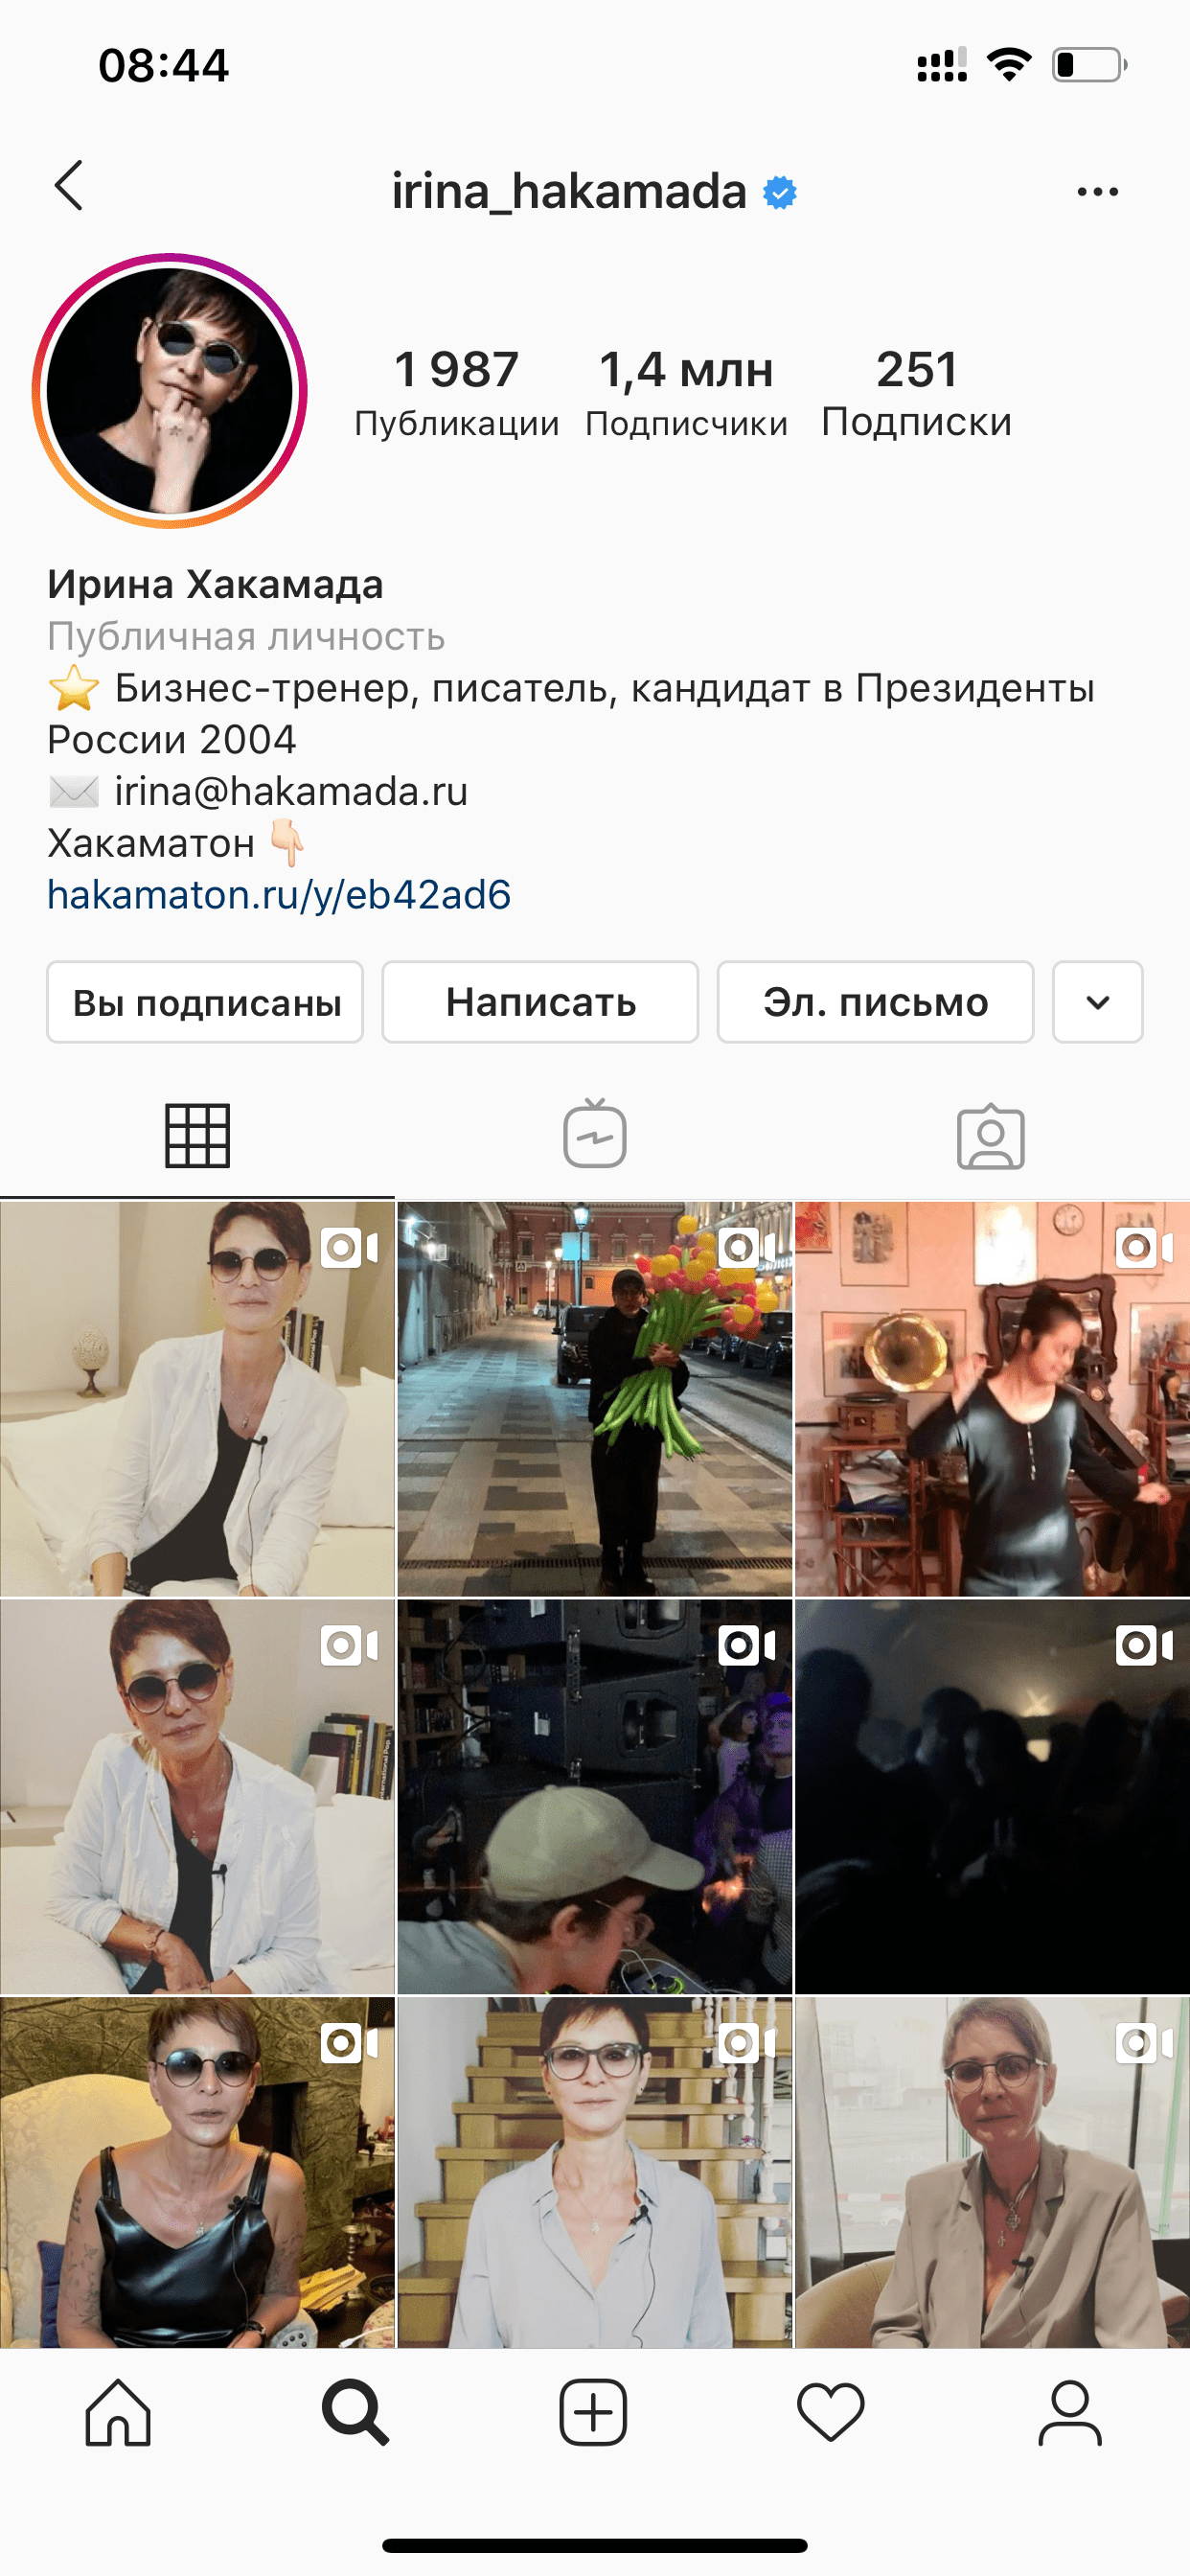 08:44
irina_hakamada
1 987
1,4 млн
251
Публикации
Подписчики
Подписки
Ирина Хакамада
Публичная личность
⭐ Бизнес-тренер, писатель, кандидат в Президенты
России 2004
✉️ irina@hakamada.ru
Хакаматон 👇🏻
hakamaton.ru/y/eb42ad6
Вы подписаны
Написать
Эл. письмо